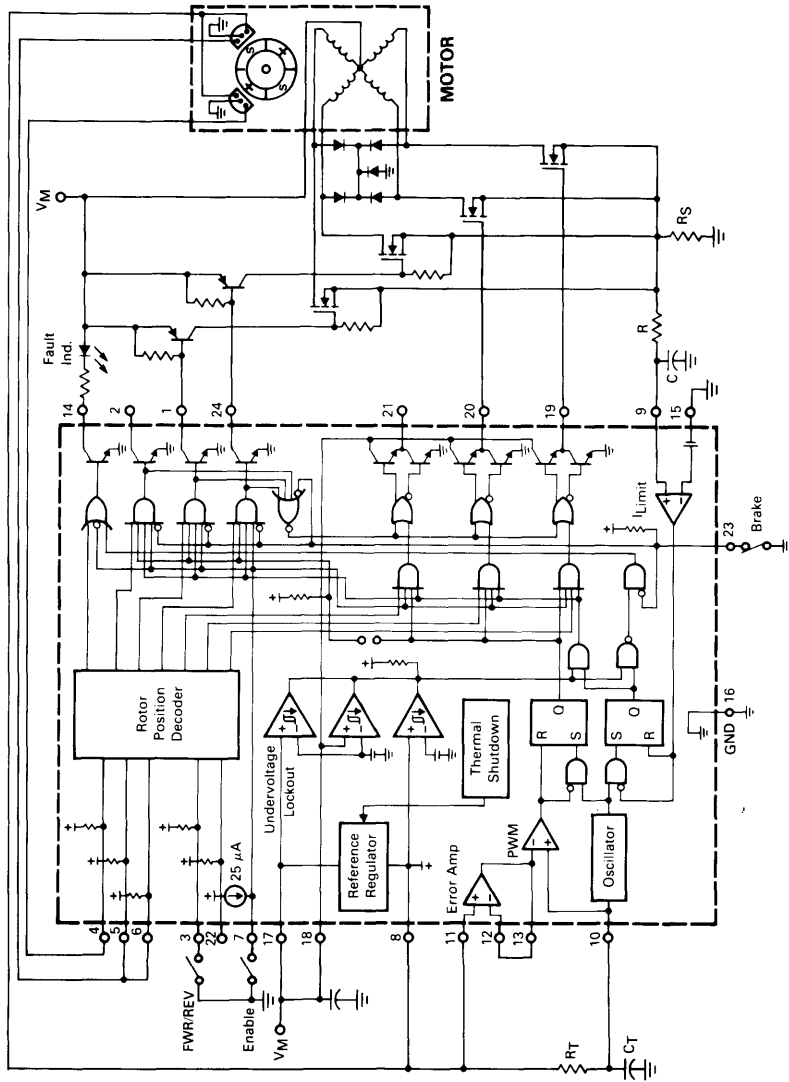 MOTOR
S
N
S
N
VM
Fault
Ind.
14
2
1
24
21
20
19
9
15
23
Brake
R
C
RS
ILimit
Rotor
Position
Decoder
Undervoltage
Lockout
Reference
Regulator
Thermal
Shutdown
Error Amp
PWM
Oscillator
R
S
Q
S
R
Q
25 μA
4
5
6
3
22
7
17
18
8
11
12
13
10
FWR/REV
Enable
VM
RT
CT
GND
16